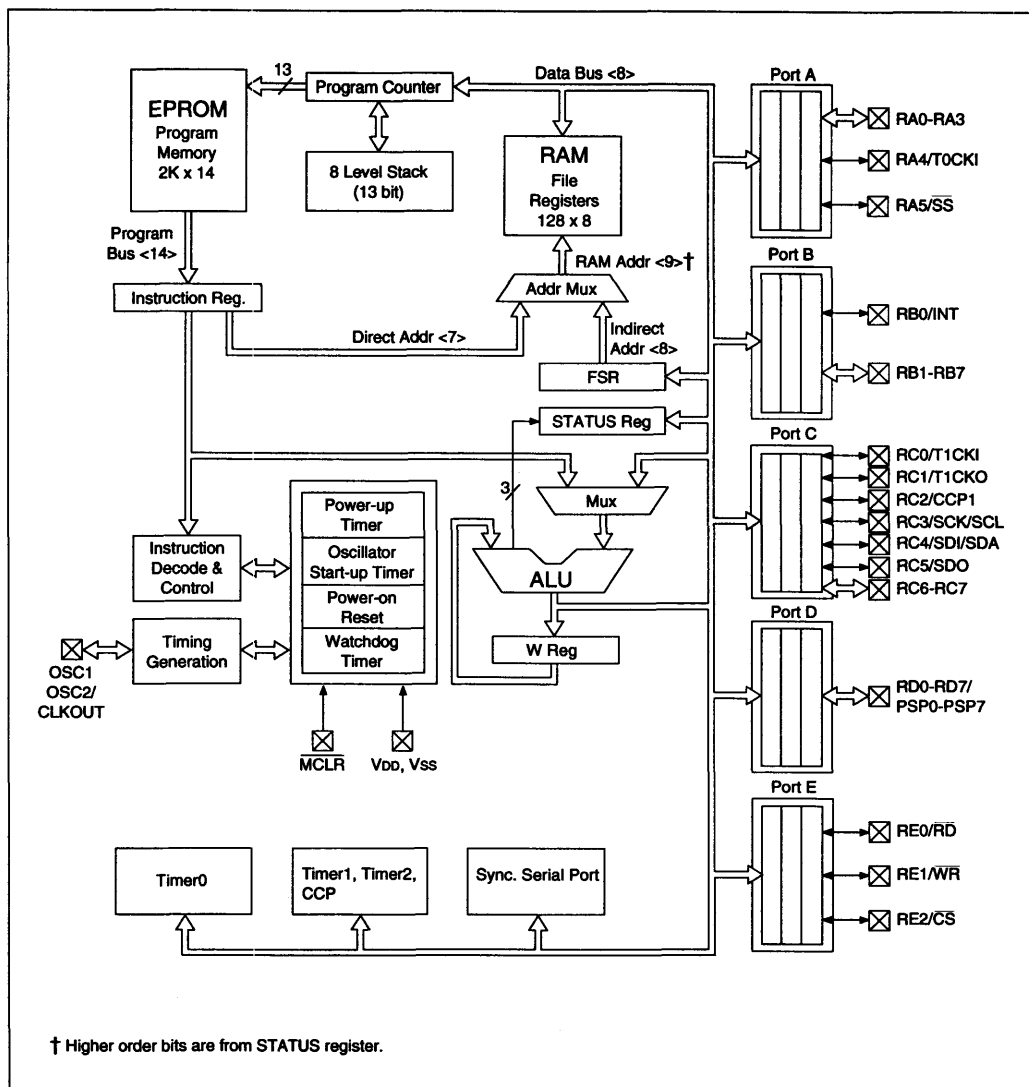 13
Program Counter
Data Bus <8>
Port A
EPROM
Program
Memory
2K x 14
8 Level Stack
(13 bit)
RAM
File
Registers
128 x 8
RA0-RA3
RA4/T0CKI
RA5/S̅S̅
Program
Bus <14>
RAM Addr <9>†
Port B
Instruction Reg.
Addr Mux
RB0/INT
Direct Addr <7>
Indirect
Addr <8>
FSR
RB1-RB7
STATUS Reg
Port C
RC0/T1CKI
RC1/T1CKO
RC2/CCP1
RC3/SCK/SCL
RC4/SDI/SDA
RC5/SDO
RC6-RC7
3
Mux
Power-up
Timer
Instruction
Decode &
Control
Oscillator
Start-up Timer
ALU
Power-on
Reset
Port D
Timing
Generation
Watchdog
Timer
W Reg
OSC1
OSC2/
CLKOUT
RD0-RD7/
PSP0-PSP7
M̅C̅L̅R̅
VDD, VSS
Port E
RE0/R̅D̅
RE1/W̅R̅
RE2/C̅S̅
Timer0
Timer1, Timer2,
CCP
Sync. Serial Port
† Higher order bits are from STATUS register.